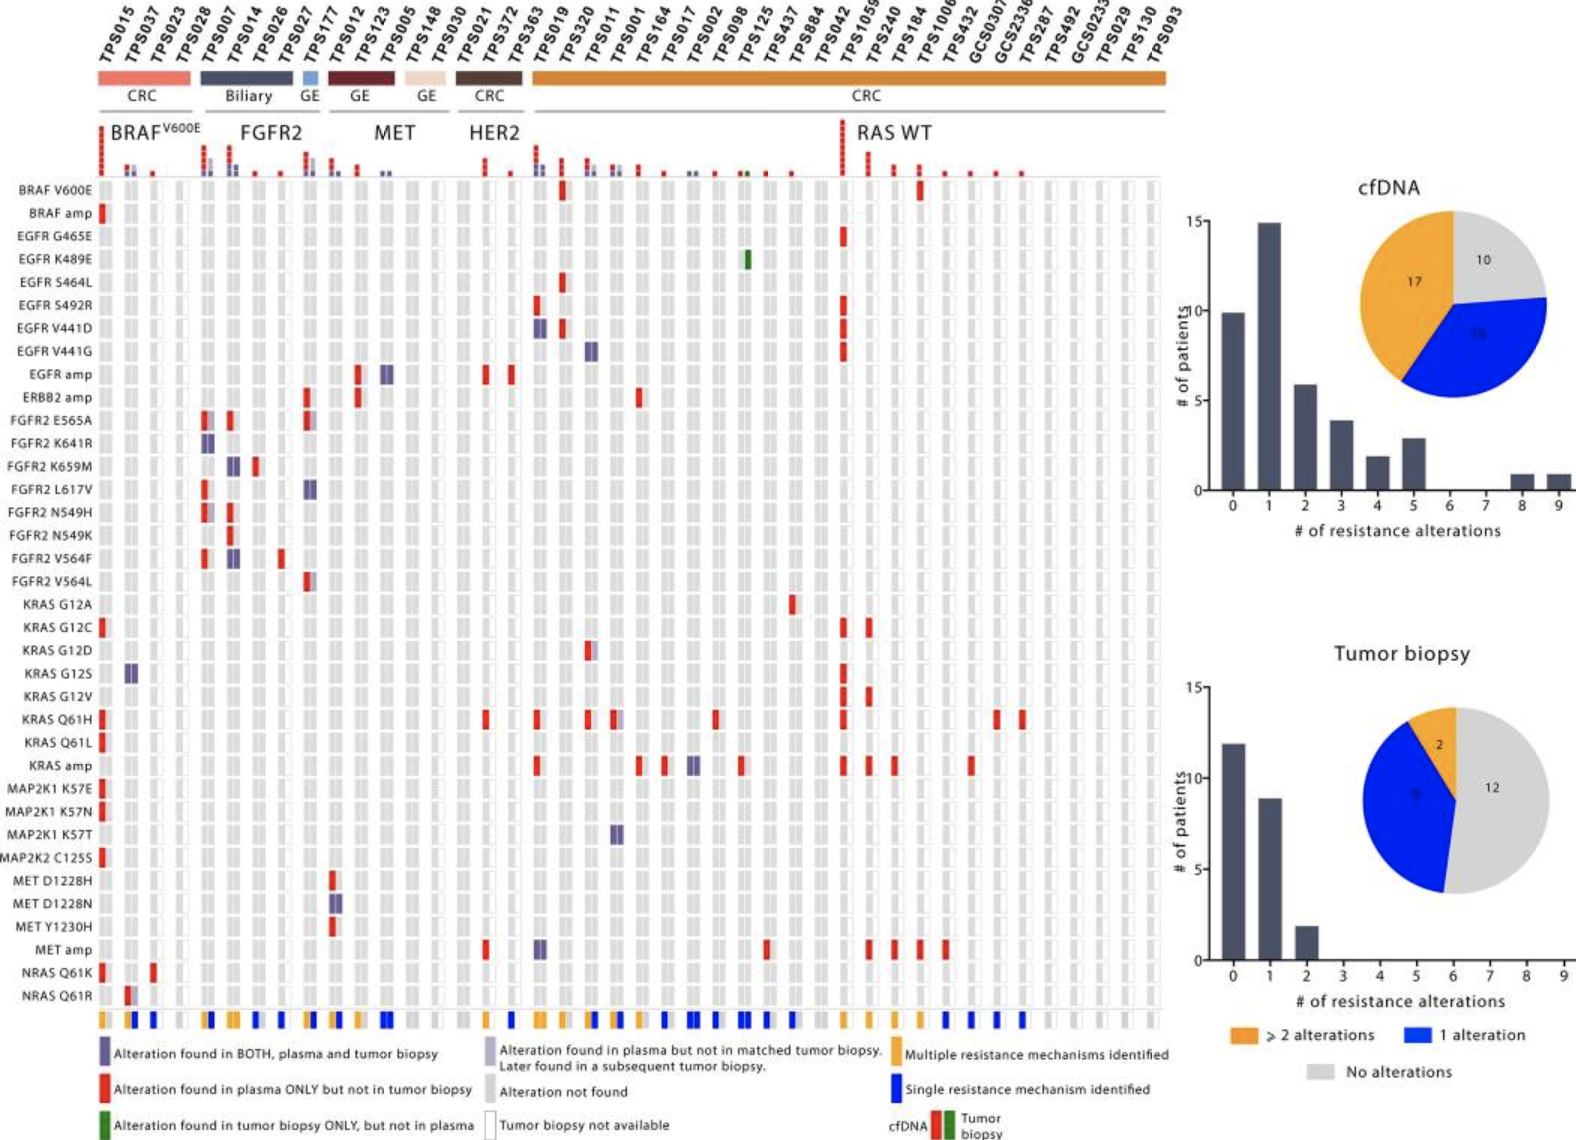 TPS015 TPS037 TPS023 TPS028 TPS007 TPS014 TPS026 TPS027 TPS177 TPS012 TPS123 TPS005 TPS148 TPS030 TPS021 TPS372 TPS363 TPS019 TPS320 TPS011 TPS001 TPS164 TPS017 TPS002 TPS098 TPS125 TPS437 TPS884 TPS042 TPS1059 TPS240 TPS184 TPS1006 TPS432 GCS0307 GCS2336 TPS287 TPS492 GCS0233 TPS029 TPS130 TPS093
CRC Biliary GE GE GE CRC CRC
BRAF V600E FGFR2 MET HER2 RAS WT
BRAF V600E
BRAF amp
EGFR G465E
EGFR K489E
EGFR S464L
EGFR S492R
EGFR V441D
EGFR V441G
EGFR amp
ERBB2 amp
FGFR2 E565A
FGFR2 K641R
FGFR2 K659M
FGFR2 L617V
FGFR2 N549H
FGFR2 N549K
FGFR2 V564F
FGFR2 V564L
KRAS G12A
KRAS G12C
KRAS G12D
KRAS G12S
KRAS G12V
KRAS Q61H
KRAS Q61L
KRAS amp
MAP2K1 K57E
MAP2K1 K57N
MAP2K1 K57T
MAP2K2 C125S
MET D1228H
MET D1228N
MET Y1230H
MET amp
NRAS Q61K
NRAS Q61R
Alteration found in BOTH, plasma and tumor biopsy
Alteration found in plasma ONLY but not in tumor biopsy
Alteration found in tumor biopsy ONLY, but not in plasma
Alteration found in plasma but not in matched tumor biopsy.
Later found in a subsequent tumor biopsy.
Alteration not found
Tumor biopsy not available
Multiple resistance mechanisms identified
Single resistance mechanism identified
cfDNA
Tumor
biopsy
cfDNA
15
10
5
0
# of patients
10
17
0 1 2 3 4 5 6 7 8 9
# of resistance alterations
Tumor biopsy
15
10
5
0
# of patients
2
12
9
0 1 2 3 4 5 6 7 8 9
# of resistance alterations
⩾ 2 alterations
1 alteration
No alterations